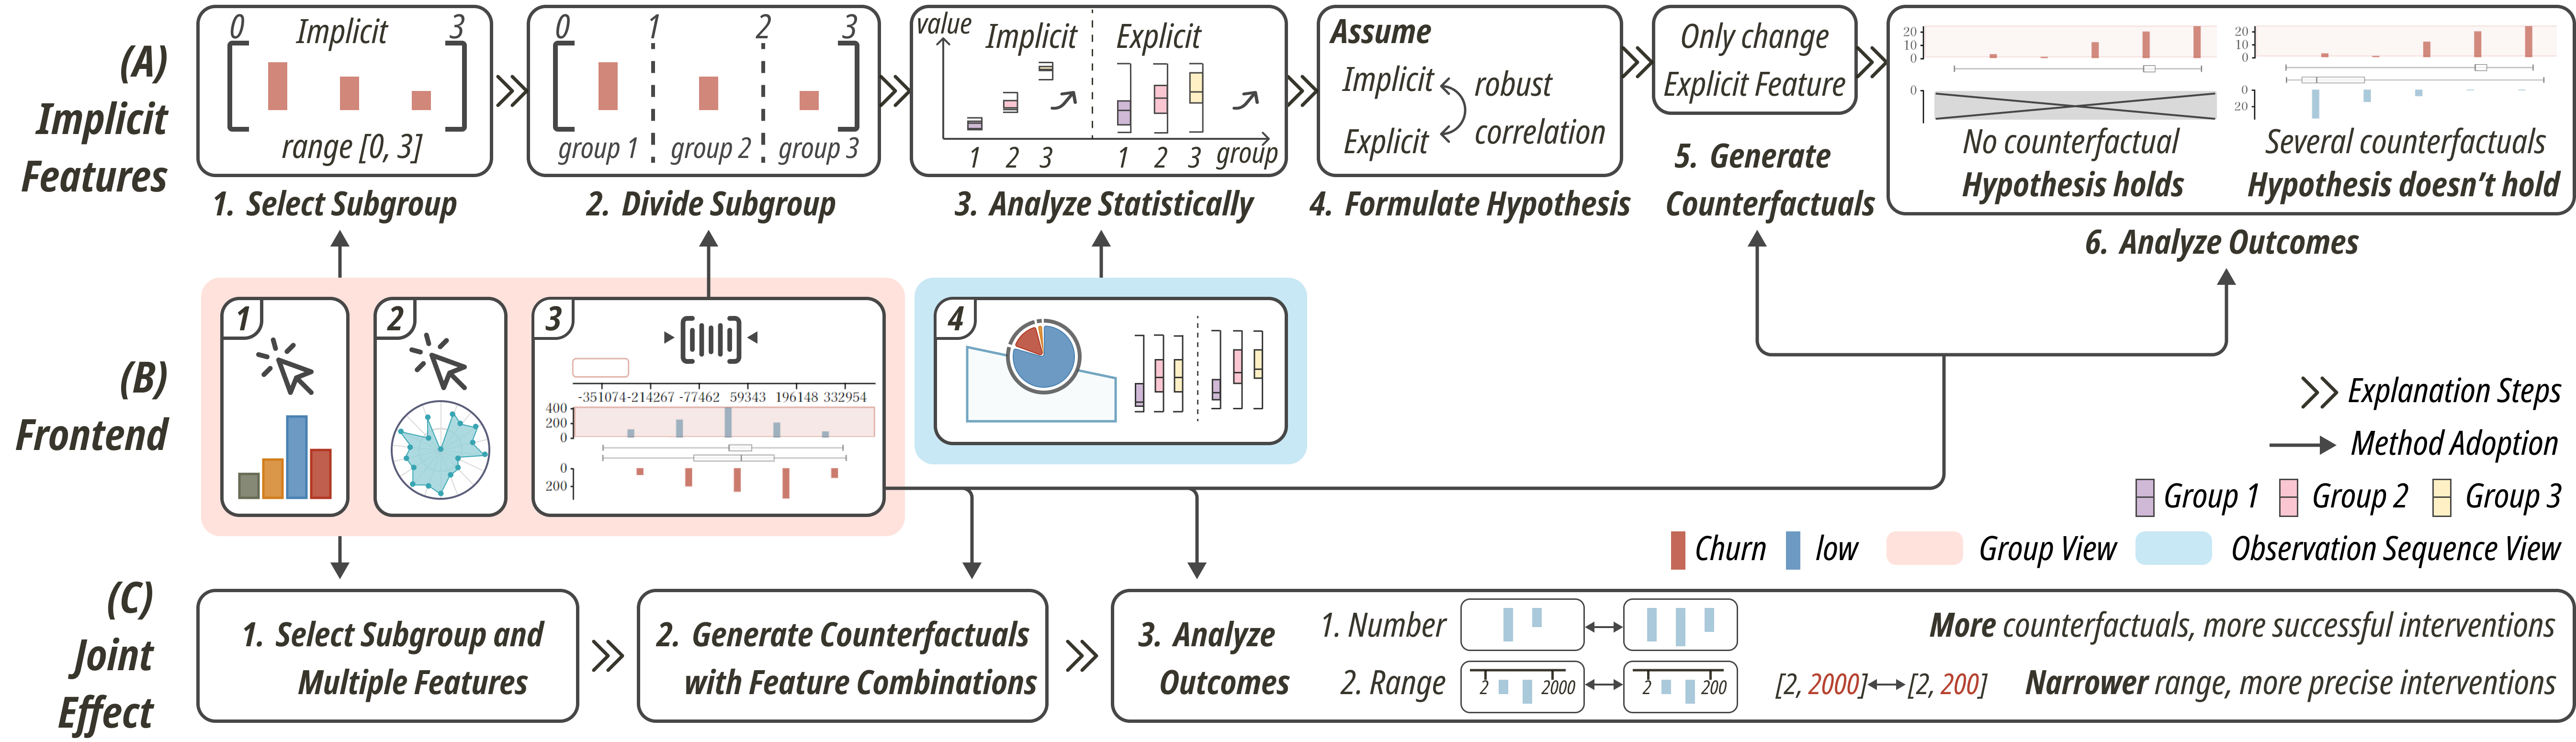 (A)
Implicit
Features
0 Implicit 3
range [0, 3]
1. Select Subgroup
0 1 2 3
group 1 group 2 group 3
2. Divide Subgroup
value Implicit Explicit
1 2 3 1 2 3 group
3. Analyze Statistically
Assume
Implicit robust
Explicit correlation
4. Formulate Hypothesis
Only change
Explicit Feature
5. Generate
Counterfactuals
20
10
0
0
No counterfactual
Hypothesis holds
20
10
0
0
20
Several counterfactuals
Hypothesis doesn't hold
6. Analyze Outcomes
(B)
Frontend
1
2
3
-351074 -214267 -77462 59343 196148 332954
400
200
0
0
200
4
Explanation Steps
Method Adoption
Group 1 Group 2 Group 3
Churn low Group View Observation Sequence View
(C)
Joint
Effect
1. Select Subgroup and
Multiple Features
2. Generate Counterfactuals
with Feature Combinations
3. Analyze
Outcomes
1. Number
More counterfactuals, more successful interventions
2. Range 2 2000 2 200 [2, 2000] [2, 200] Narrower range, more precise interventions